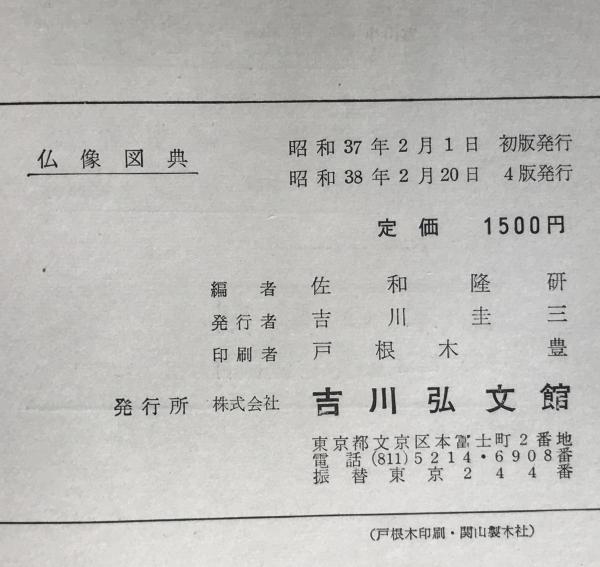 仏像図典
昭和37年2月1日 初版発行
昭和38年2月20日 4版発行
定価 1500円
編者 佐和隆研
発行者 吉川圭三
印刷者 戸根木豊
発行所 株式会社 吉川弘文館
東京都文京区本富士町2番地
電話(811)5214・6908番
振替東京244番
(戸根木印刷・関山製本社)